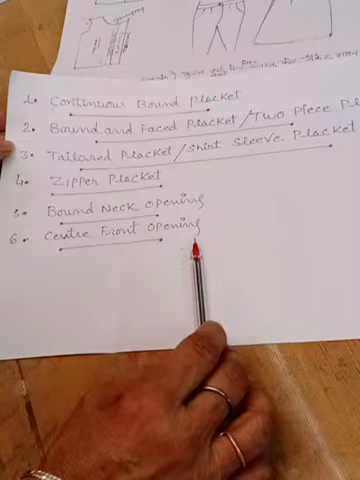 1. Continuous Bound Placket
2. Bound and Faced Placket/Two Piece Pl
3. Tailored Placket/Shirt Sleeve Placket
4. Zipper Placket
5. Bound Neck Opening
6. Centre Front Opening